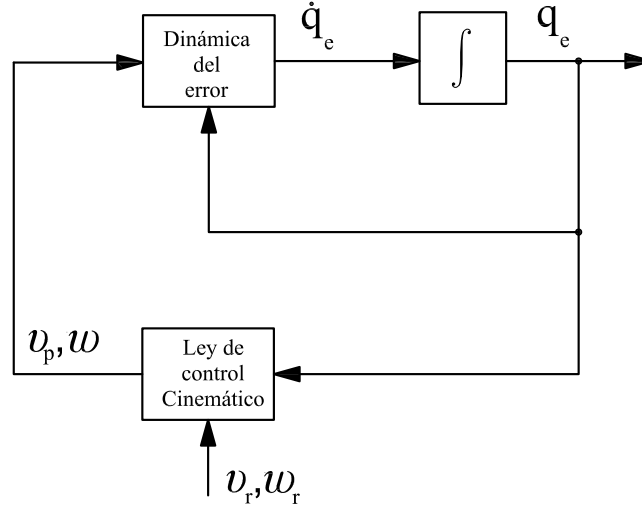 Dinámica
del
error
q̇e
∫
qe
υp,w
Ley de
control
Cinemático
υr,wr